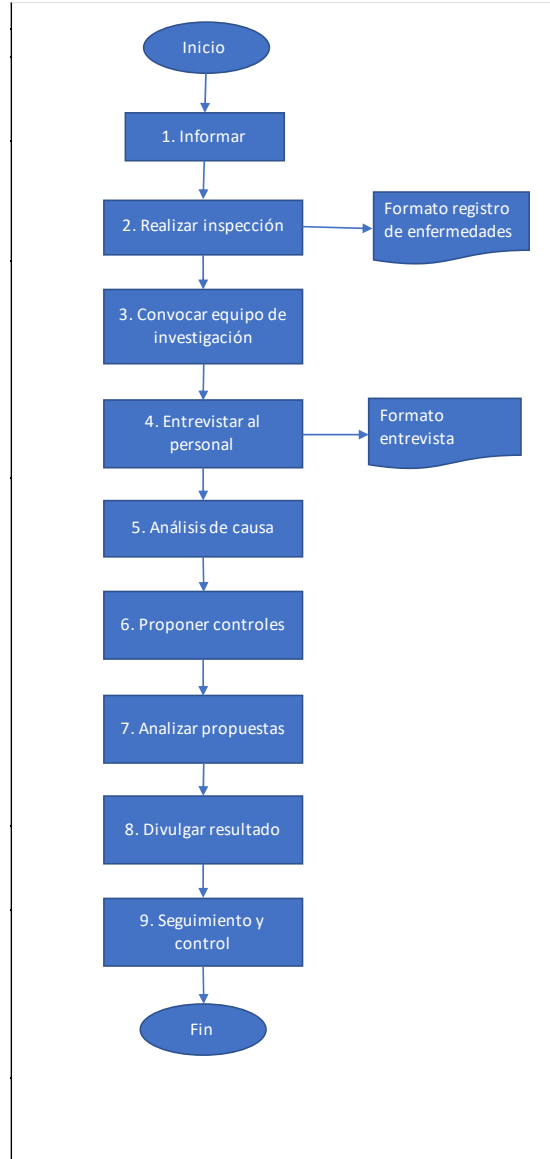 Inicio
1. Informar
2. Realizar inspección
Formato registro
de enfermedades
3. Convocar equipo de
investigación
4. Entrevistar al
personal
Formato
entrevista
5. Análisis de causa
6. Proponer controles
7. Analizar propuestas
8. Divulgar resultado
9. Seguimiento y
control
Fin